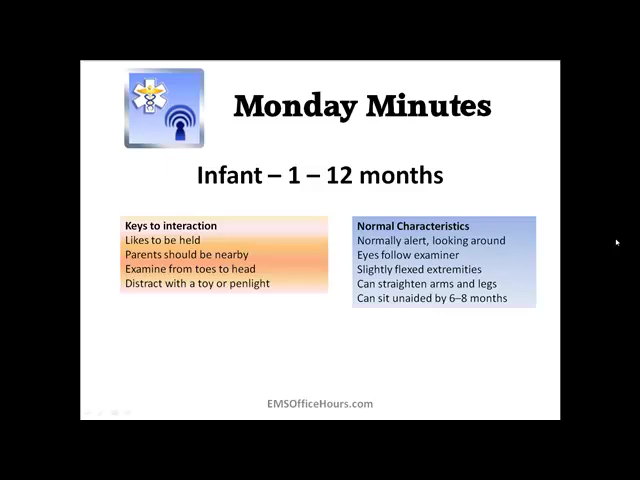 Monday Minutes
Infant – 1 – 12 months
Keys to interaction
Likes to be held
Parents should be nearby
Examine from toes to head
Distract with a toy or penlight
Normal Characteristics
Normally alert, looking around
Eyes follow examiner
Slightly flexed extremities
Can straighten arms and legs
Can sit unaided by 6–8 months
EMSOfficeHours.com